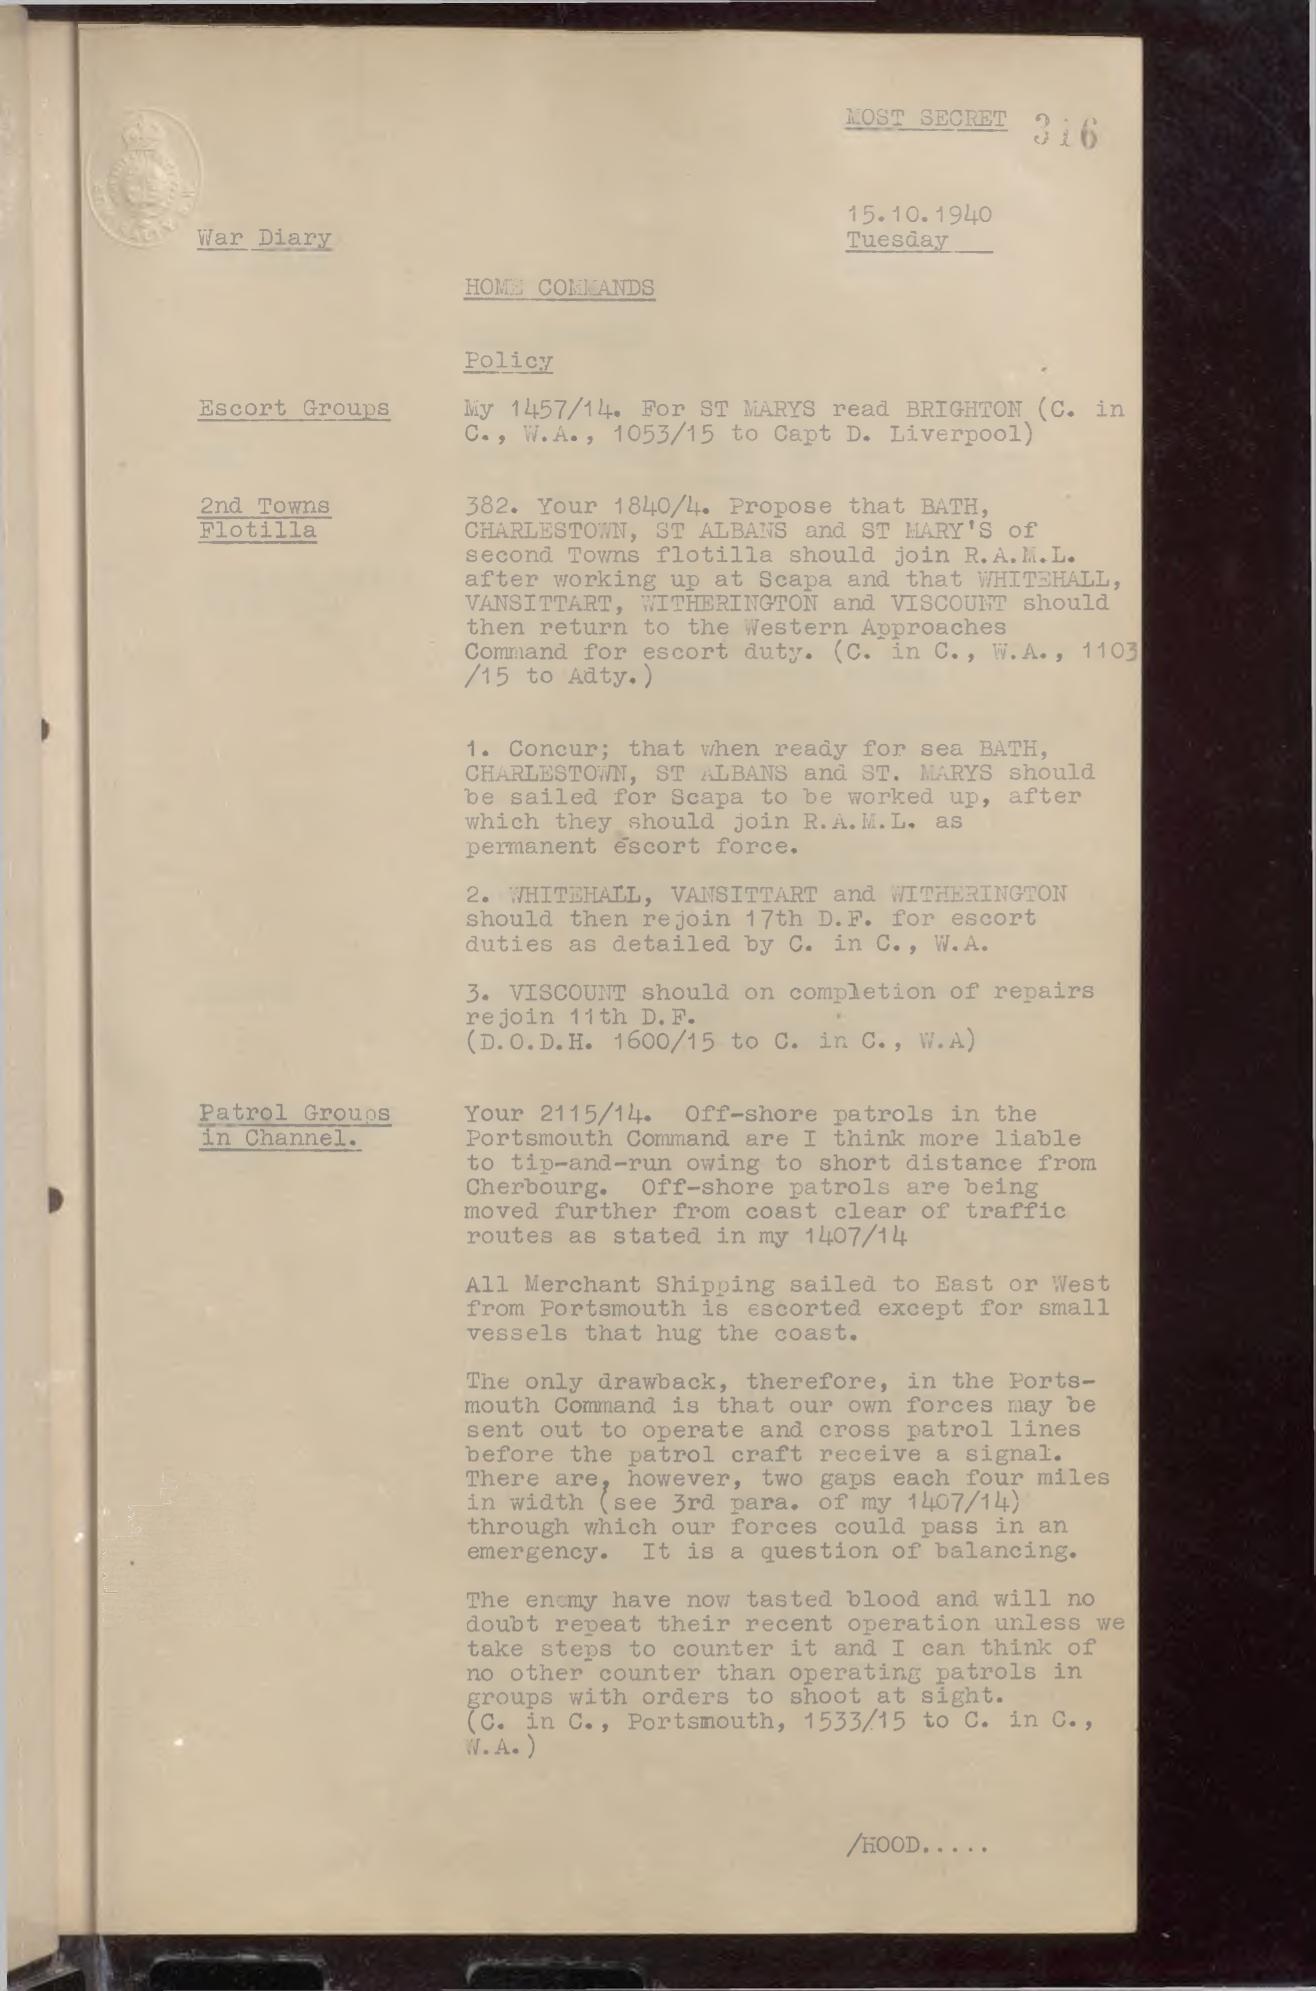 MOST SECRET 316
15.10.1940
War Diary Tuesday
HOME COMMANDS
Policy
Escort Groups My 1457/14. For ST MARYS read BRIGHTON (C. in
C., W.A., 1053/15 to Capt D. Liverpool)
2nd Towns 382. Your 1840/4. Propose that BATH,
Flotilla CHARLESTOWN, ST ALBANS and ST MARY'S of
second Towns flotilla should join R.A.M.L.
after working up at Scapa and that WHITEHALL,
VANSITTART, WITHERINGTON and VISCOUNT should
then return to the Western Approaches
Command for escort duty. (C. in C., W.A., 1103
/15 to Adty.)
1. Concur; that when ready for sea BATH,
CHARLESTOWN, ST ALBANS and ST. MARYS should
be sailed for Scapa to be worked up, after
which they should join R.A.M.L. as
permanent escort force.
2. WHITEHALL, VANSITTART and WITHERINGTON
should then rejoin 17th D.F. for escort
duties as detailed by C. in C., W.A.
3. VISCOUNT should on completion of repairs
rejoin 11th D.F.
(D.O.D.H. 1600/15 to C. in C., W.A)
Patrol Groups Your 2115/14. Off-shore patrols in the
in Channel. Portsmouth Command are I think more liable
to tip-and-run owing to short distance from
Cherbourg. Off-shore patrols are being
moved further from coast clear of traffic
routes as stated in my 1407/14
All Merchant Shipping sailed to East or West
from Portsmouth is escorted except for small
vessels that hug the coast.
The only drawback, therefore, in the Ports-
mouth Command is that our own forces may be
sent out to operate and cross patrol lines
before the patrol craft receive a signal.
There are, however, two gaps each four miles
in width (see 3rd para. of my 1407/14)
through which our forces could pass in an
emergency. It is a question of balancing.
The enemy have now tasted blood and will no
doubt repeat their recent operation unless we
take steps to counter it and I can think of
no other counter than operating patrols in
groups with orders to shoot at sight.
(C. in C., Portsmouth, 1533/15 to C. in C.,
W.A.)
/HOOD.....